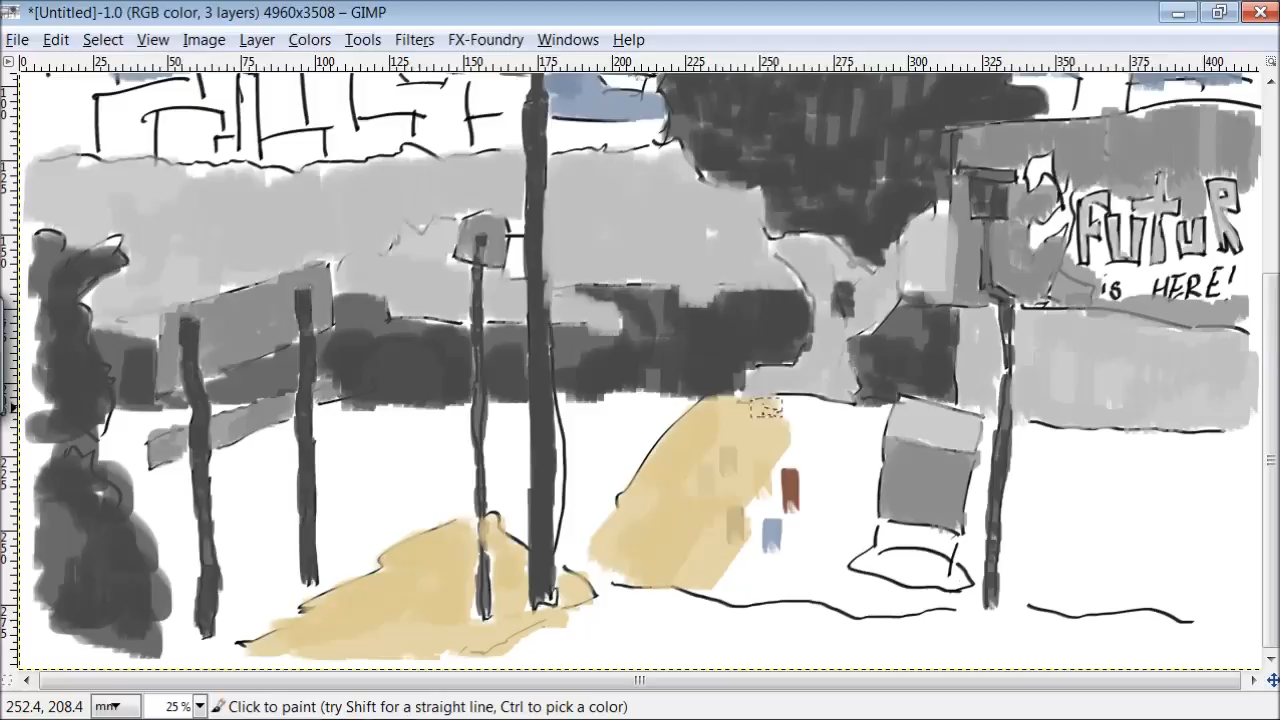 *[Untitled]-1.0 (RGB color, 3 layers) 4960x3508 – GIMP
File Edit Select View Image Layer Colors Tools Filters FX-Foundry Windows Help
0 25 50 75 100 125 150 175 200 225 250 275 300 325 350 375 400
FUTUR
is HERE!
252.4, 208.4 mm 25 % Click to paint (try Shift for a straight line, Ctrl to pick a color)